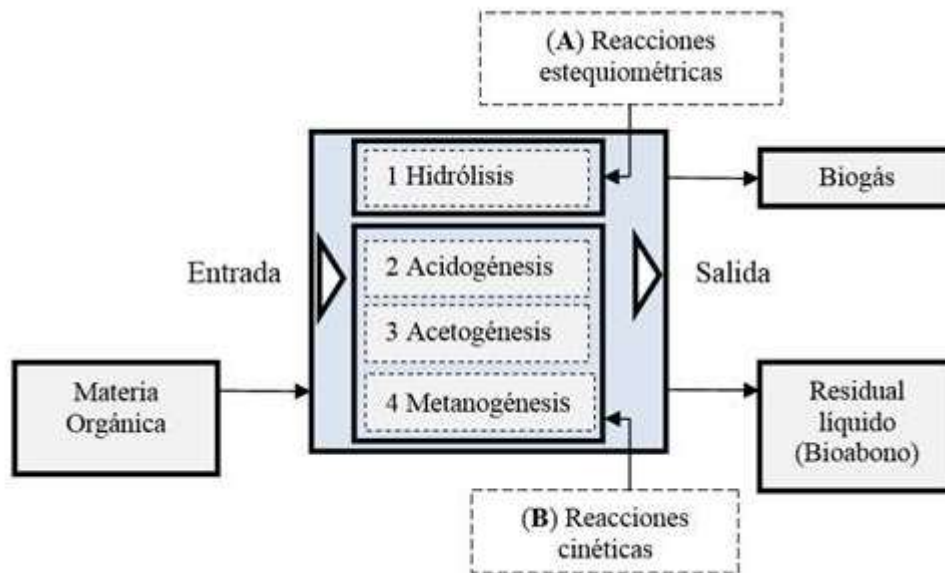 (A) Reacciones
estequiométricas
1 Hidrólisis
Biogás
Entrada
2 Acidogénesis
Salida
3 Acetogénesis
Materia
Orgánica
4 Metanogénesis
Residual
líquido
(Bioabono)
(B) Reacciones
cinéticas